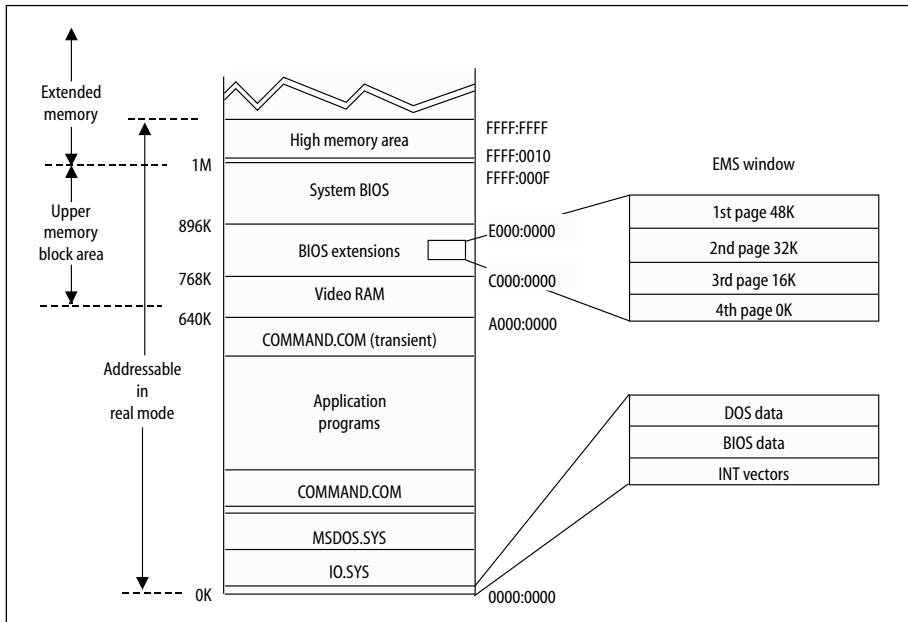 Extended
memory
Upper
memory
block area
Addressable
in
real mode
1M
896K
768K
640K
0K
High memory area
System BIOS
BIOS extensions
Video RAM
COMMAND.COM (transient)
Application
programs
COMMAND.COM
MSDOS.SYS
IO.SYS
FFFF:FFFF
FFFF:0010
FFFF:000F
E000:0000
C000:0000
A000:0000
0000:0000
EMS window
1st page 48K
2nd page 32K
3rd page 16K
4th page 0K
DOS data
BIOS data
INT vectors